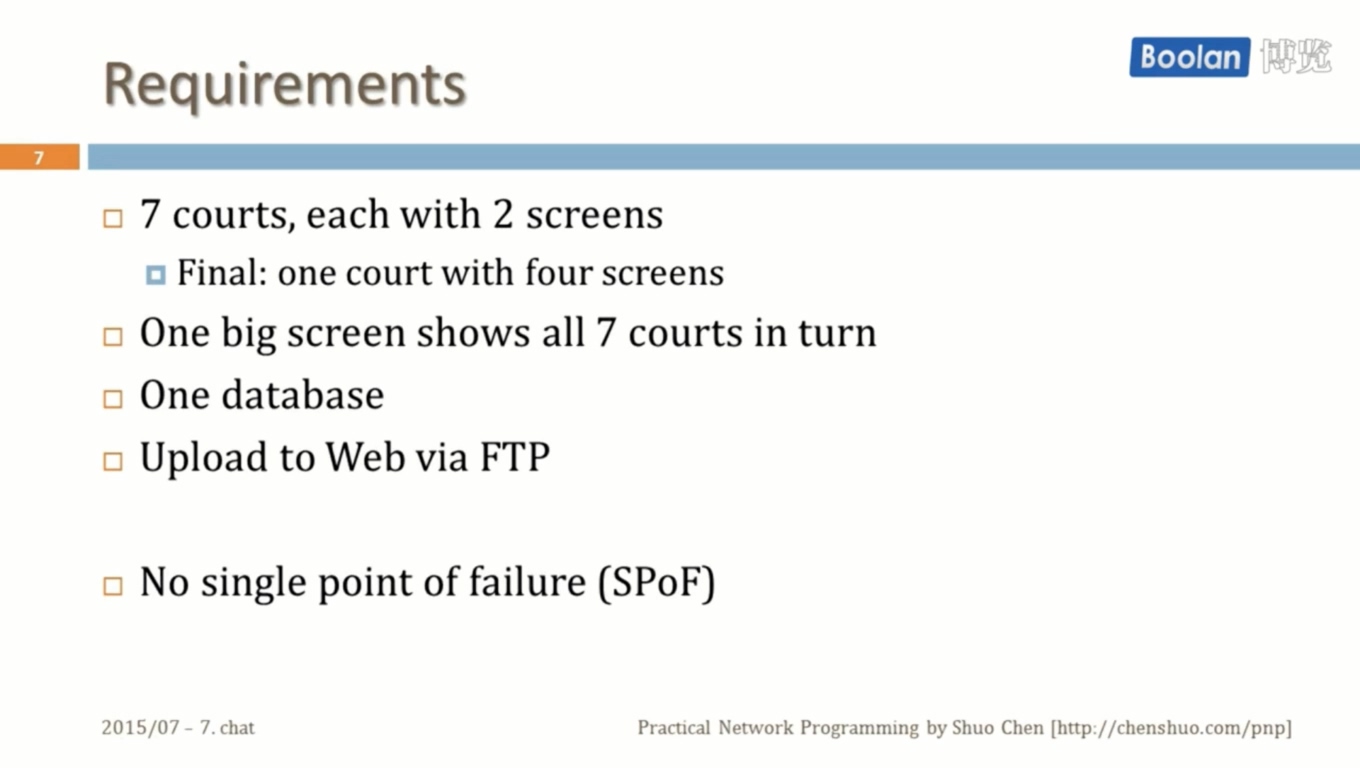 Boolan 博览
Requirements
7
7 courts, each with 2 screens
Final: one court with four screens
One big screen shows all 7 courts in turn
One database
Upload to Web via FTP
No single point of failure (SPoF)
2015/07 – 7. chat
Practical Network Programming by Shuo Chen [http://chenshuo.com/pnp]